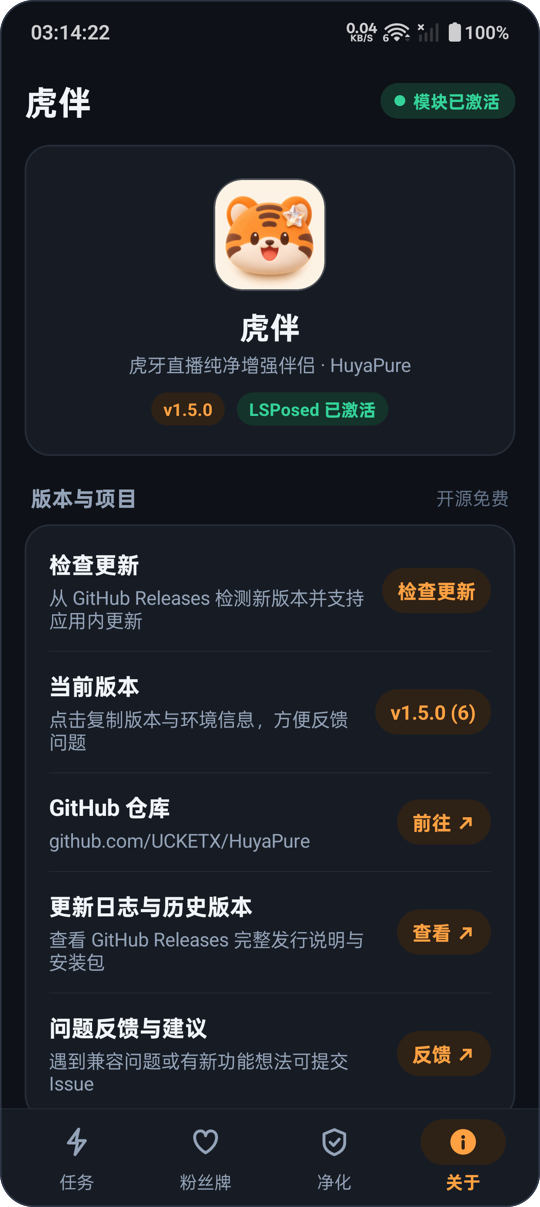 03:14:22
0.04 KB/S
6
100%
虎伴
模块已激活
虎伴
虎牙直播纯净增强伴侣 · HuyaPure
v1.5.0
LSPosed 已激活
版本与项目
开源免费
检查更新
从 GitHub Releases 检测新版本并支持
应用内更新
检查更新
当前版本
点击复制版本与环境信息，方便反馈
问题
v1.5.0 (6)
GitHub 仓库
github.com/UCKETX/HuyaPure
前往 ↗
更新日志与历史版本
查看 GitHub Releases 完整发行说明与
安装包
查看 ↗
问题反馈与建议
遇到兼容问题或有新功能想法可提交
Issue
反馈 ↗
任务
粉丝牌
净化
关于